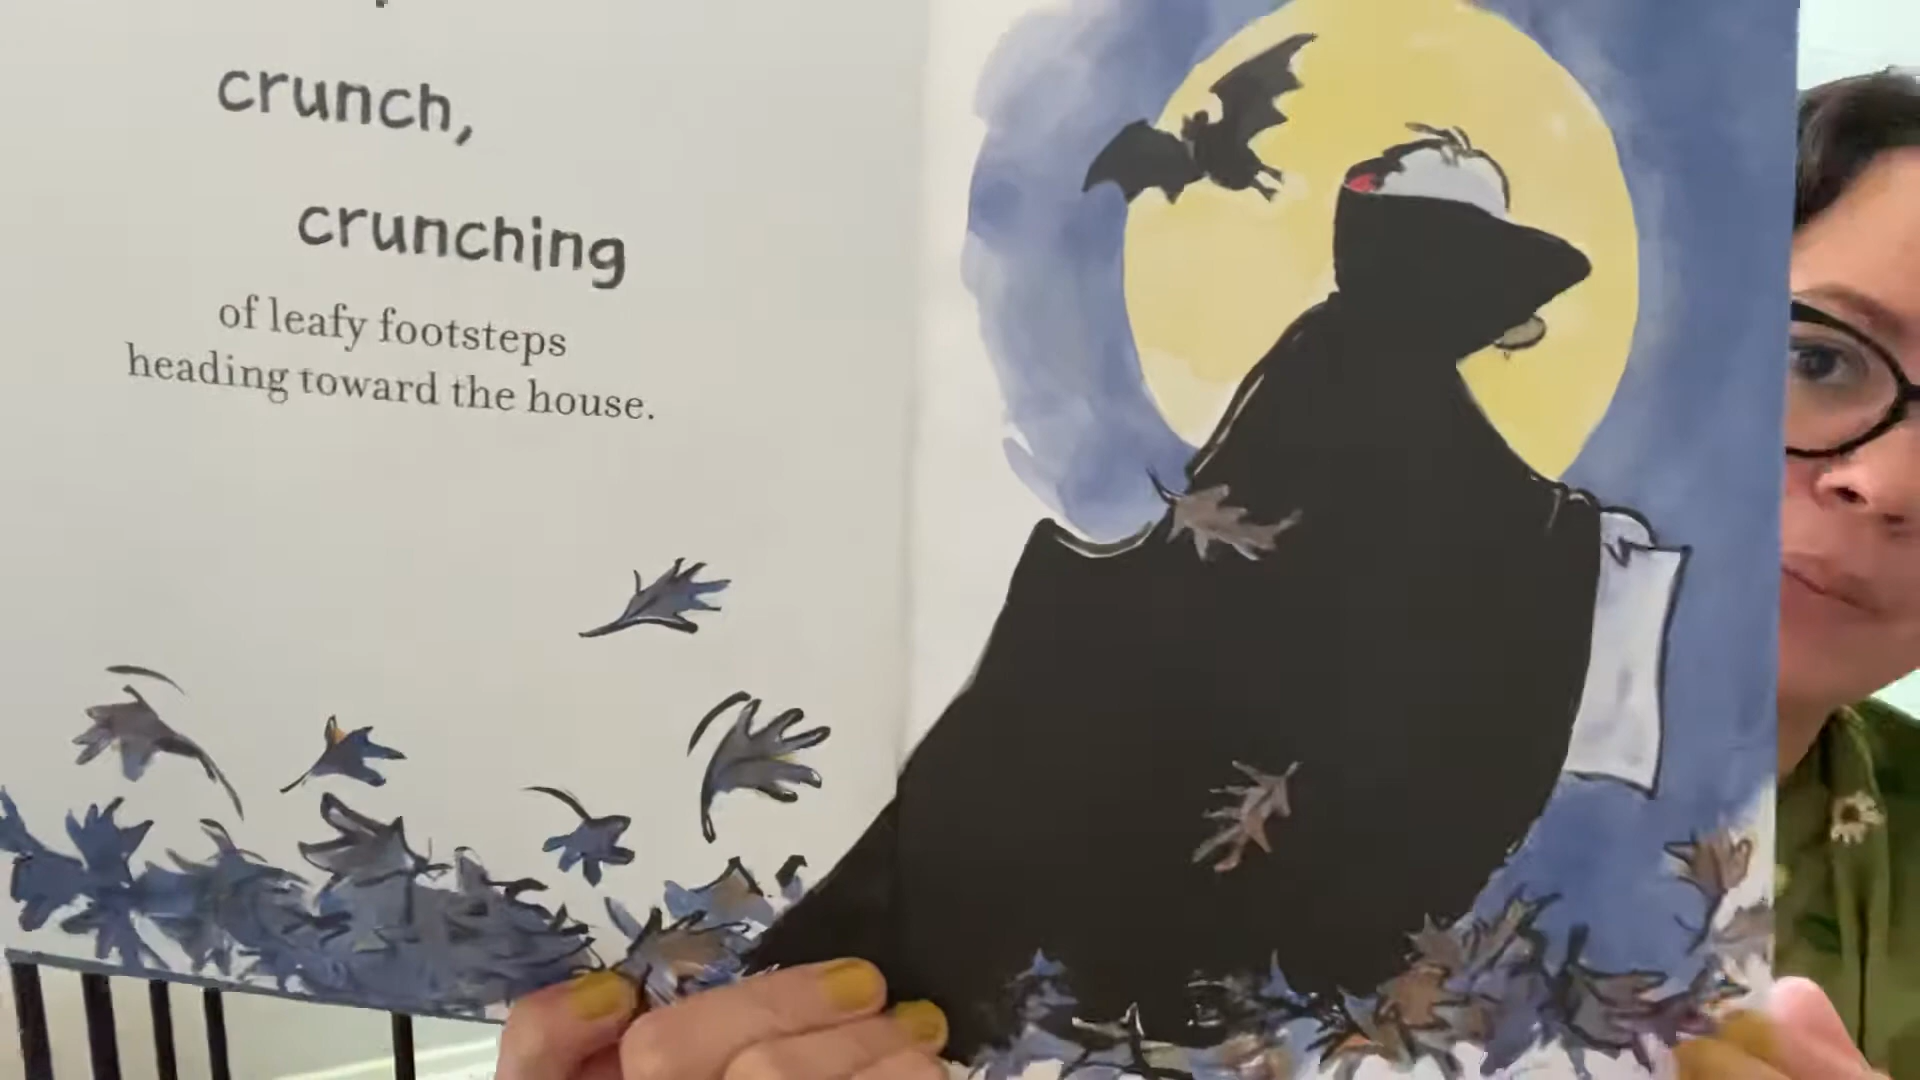 crunch,
crunching
of leafy footsteps
heading toward the house.